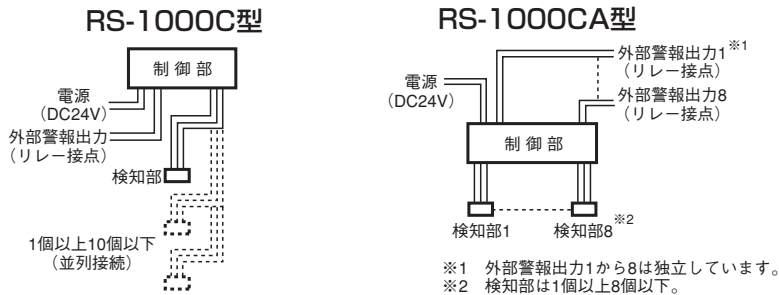 RS-1000C型
制御部
電源
（DC24V）
外部警報出力
（リレー接点）
検知部
1個以上10個以下
（並列接続）
RS-1000CA型
外部警報出力1※1
（リレー接点）
電源
（DC24V）
外部警報出力8
（リレー接点）
制御部
検知部1
検知部8※2
※1　外部警報出力1から8は独立しています。
※2　検知部は1個以上8個以下。